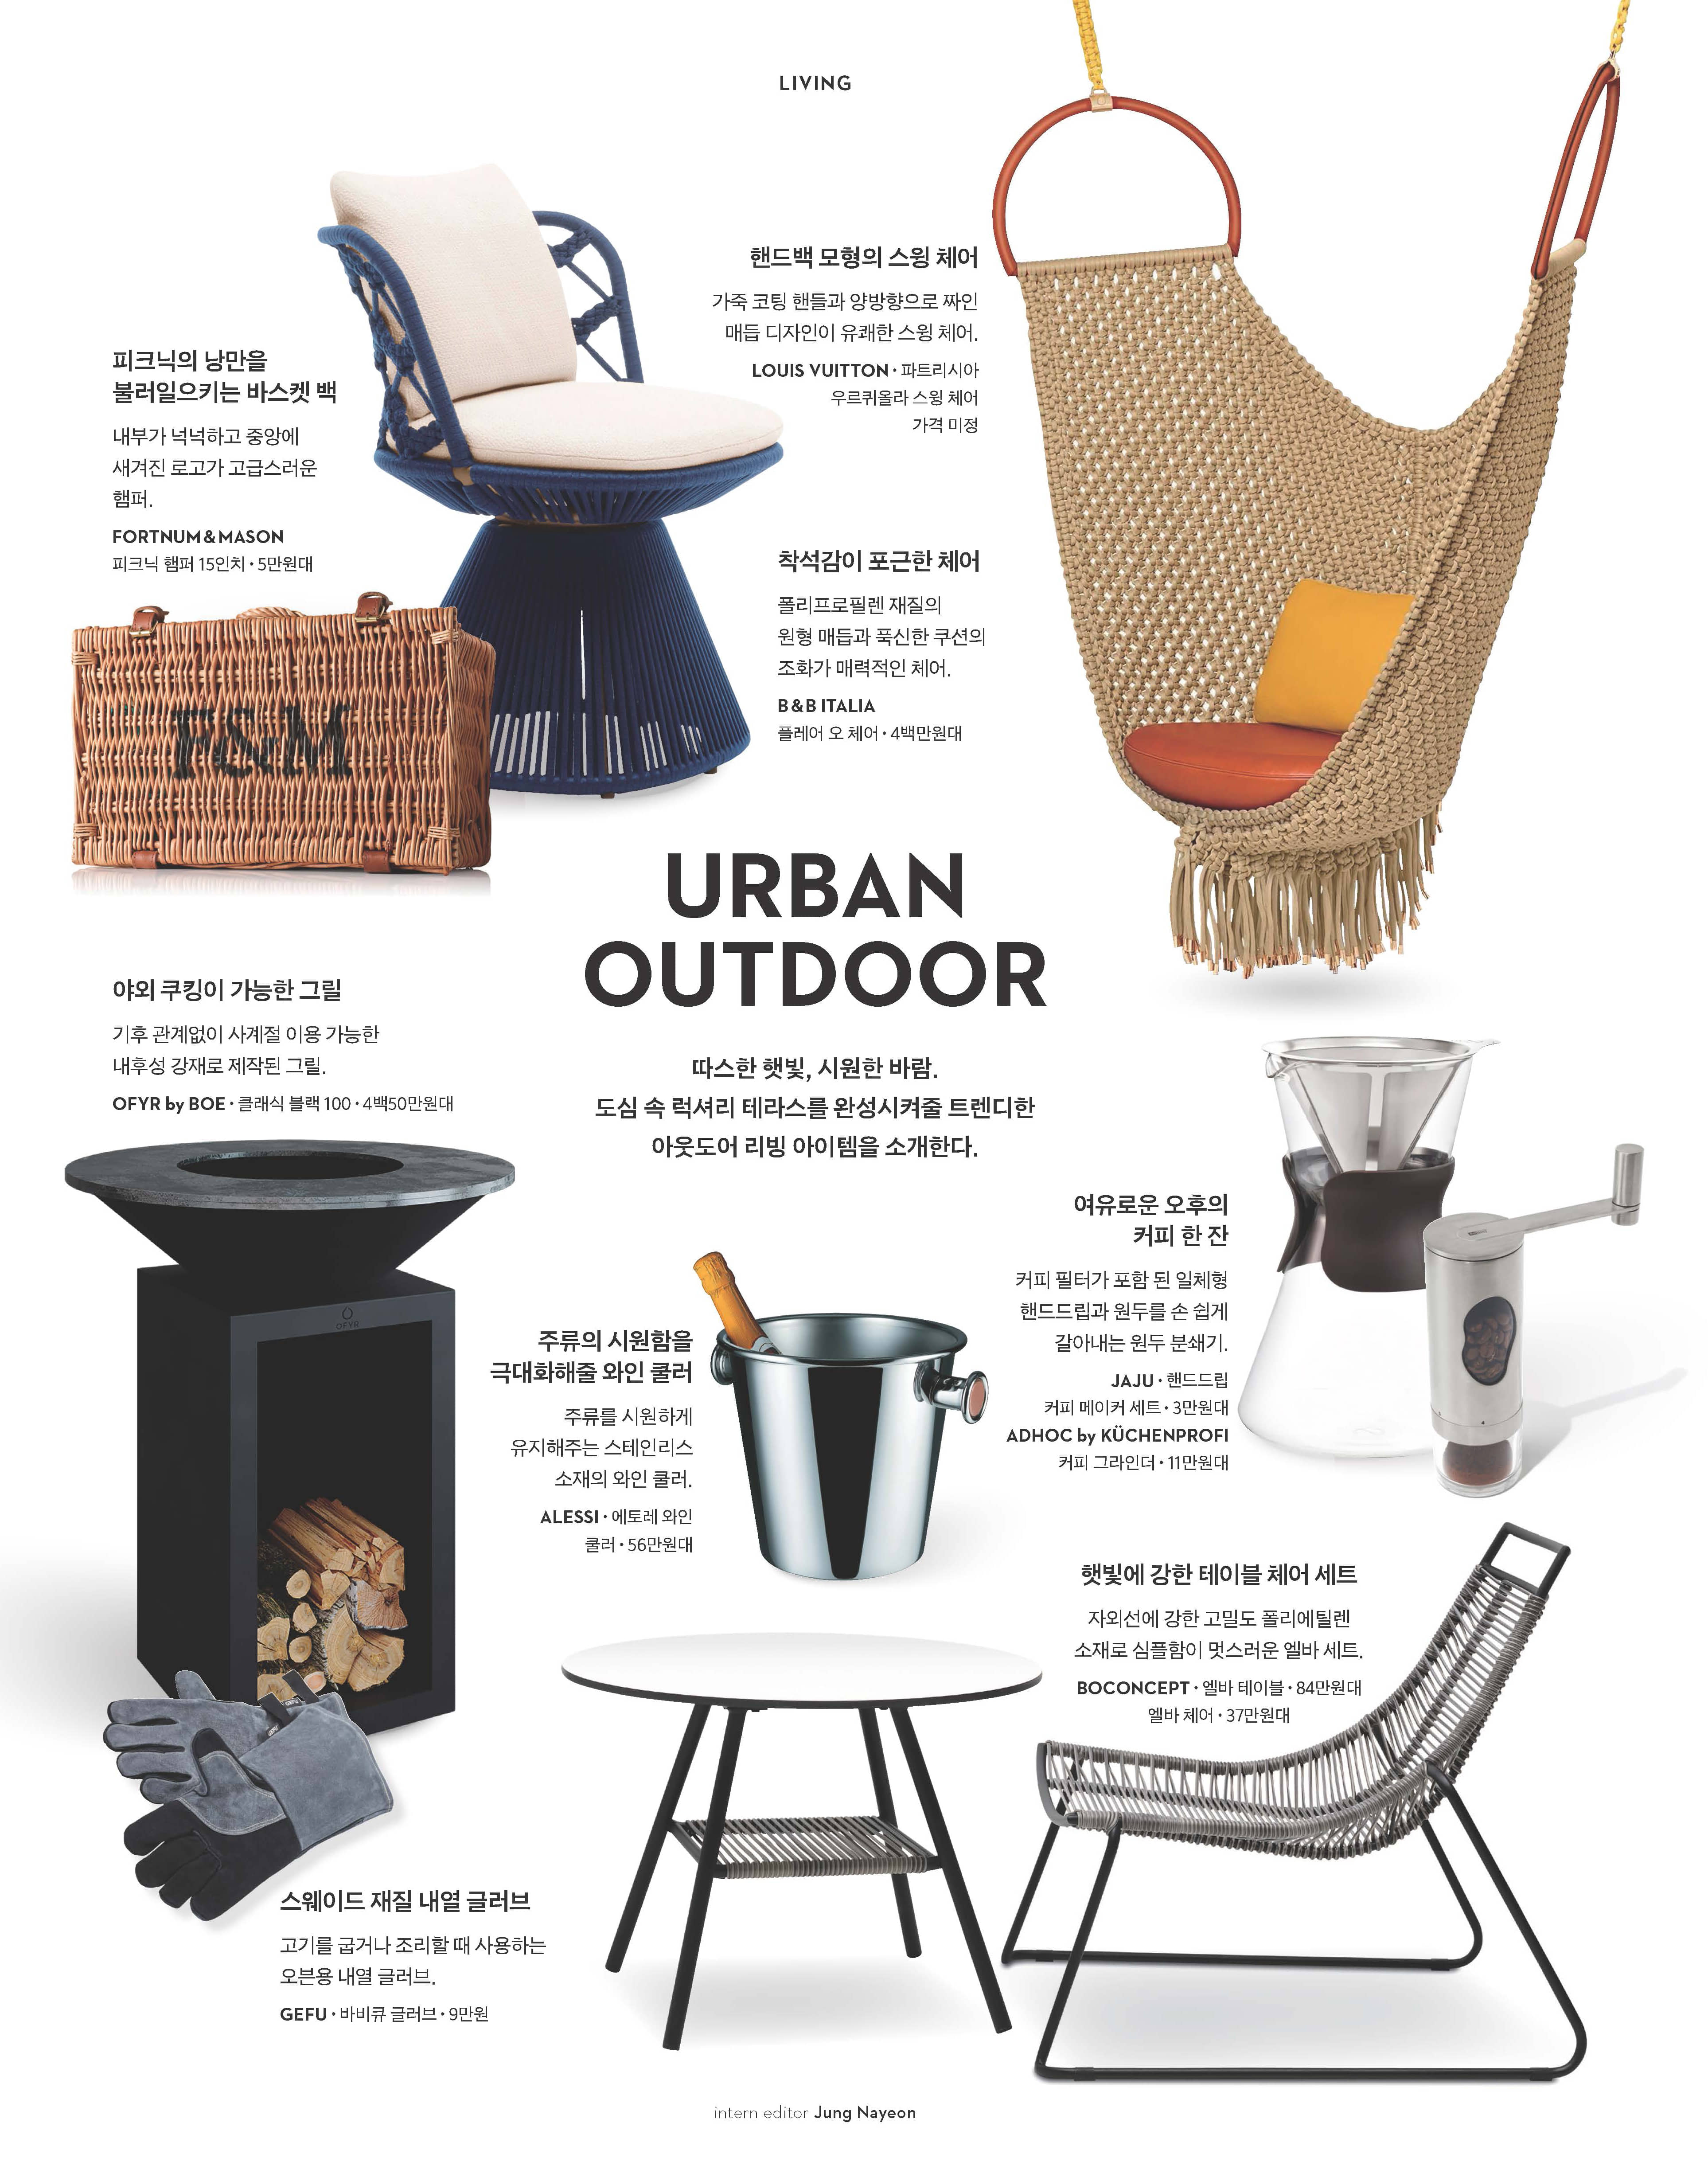 LIVING
핸드백 모형의 스윙 체어
가죽 코팅 핸들과 양방향으로 짜인
매듭 디자인이 유쾌한 스윙 체어.
LOUIS VUITTON · 파트리시아
우르퀴올라 스윙 체어
가격 미정
피크닉의 낭만을
불러일으키는 바스켓 백
내부가 넉넉하고 중앙에
새겨진 로고가 고급스러운
햄퍼.
FORTNUM & MASON
피크닉 햄퍼 15인치 · 5만원대
F&M
착석감이 포근한 체어
폴리프로필렌 재질의
원형 매듭과 푹신한 쿠션의
조화가 매력적인 체어.
B & B ITALIA
플레어 오 체어 · 4백만원대
URBAN
OUTDOOR
따스한 햇빛, 시원한 바람.
도심 속 럭셔리 테라스를 완성시켜줄 트렌디한
아웃도어 리빙 아이템을 소개한다.
야외 쿠킹이 가능한 그릴
기후 관계없이 사계절 이용 가능한
내후성 강재로 제작된 그릴.
OFYR by BOE · 클래식 블랙 100 · 4백50만원대
OFYR
여유로운 오후의
커피 한 잔
커피 필터가 포함 된 일체형
핸드드립과 원두를 손 쉽게
갈아내는 원두 분쇄기.
JAJU · 핸드드립
커피 메이커 세트 · 3만원대
ADHOC by KÜCHENPROFI
커피 그라인더 · 11만원대
주류의 시원함을
극대화해줄 와인 쿨러
주류를 시원하게
유지해주는 스테인리스
소재의 와인 쿨러.
ALESSI · 에토레 와인
쿨러 · 56만원대
햇빛에 강한 테이블 체어 세트
자외선에 강한 고밀도 폴리에틸렌
소재로 심플함이 멋스러운 엘바 세트.
BOCONCEPT · 엘바 테이블 · 84만원대
엘바 체어 · 37만원대
GEFU
GEFU
스웨이드 재질 내열 글러브
고기를 굽거나 조리할 때 사용하는
오븐용 내열 글러브.
GEFU · 바비큐 글러브 · 9만원
intern editor Jung Nayeon